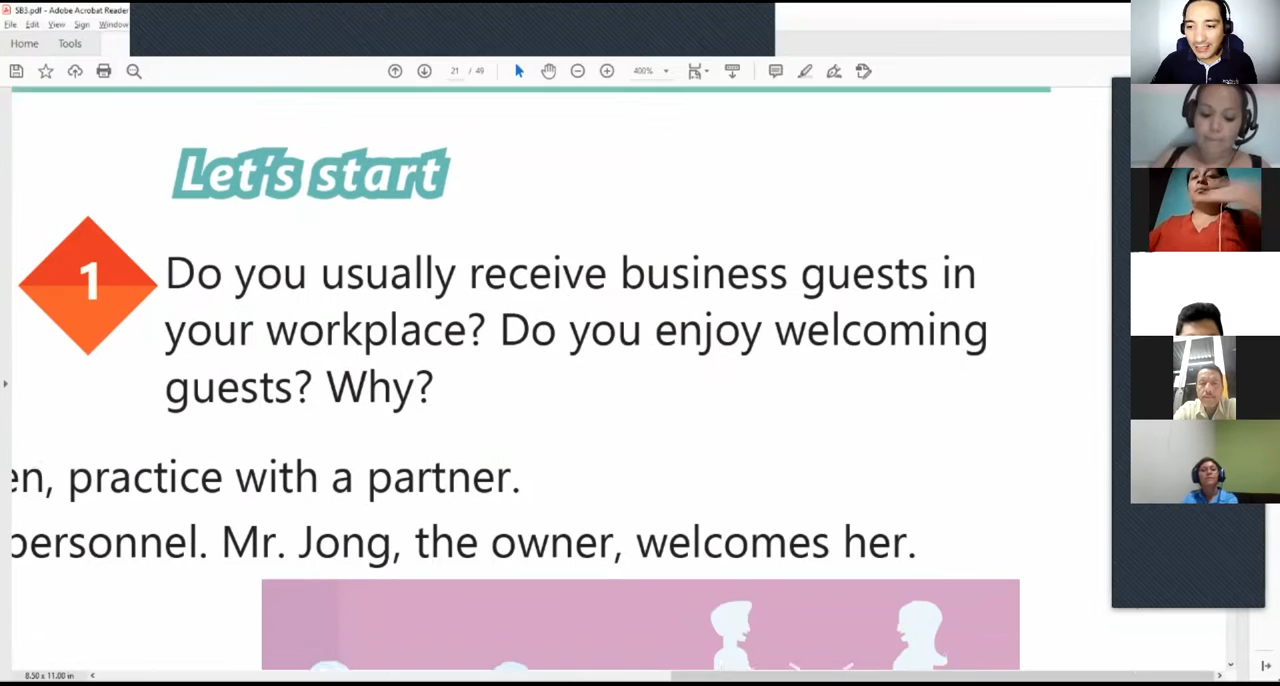 SB3.pdf - Adobe Acrobat Reader
File Edit View Sign Window
Home Tools
21 / 49 400%
Let's start
1
Do you usually receive business guests in
your workplace? Do you enjoy welcoming
guests? Why?
en, practice with a partner.
personnel. Mr. Jong, the owner, welcomes her.
8.50 x 11.00 in